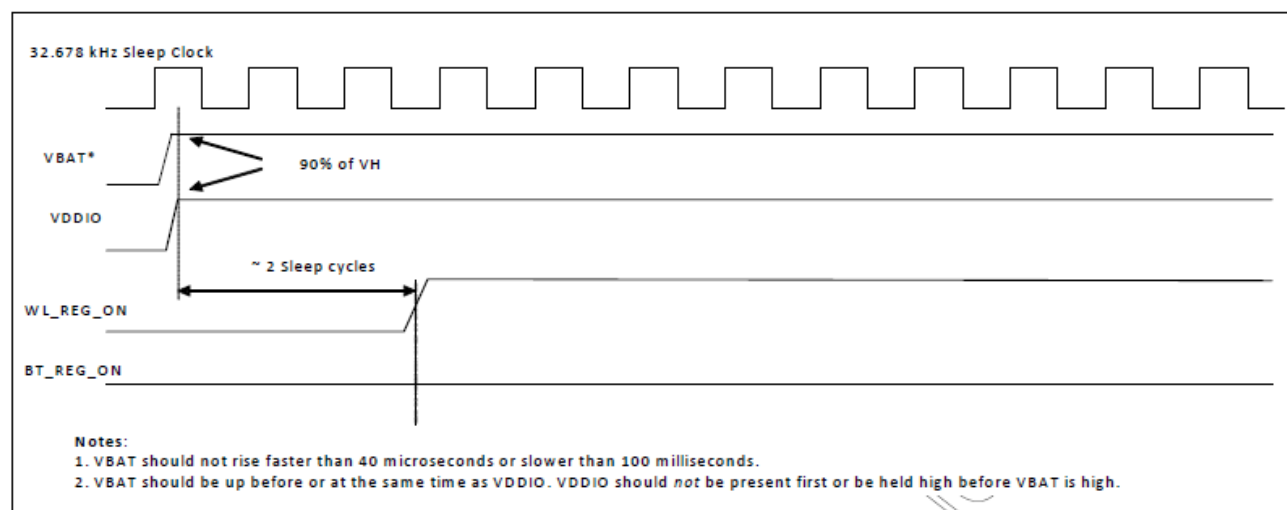 32.678 kHz Sleep Clock
VBAT*
90% of VH
VDDIO
~ 2 Sleep cycles
WL_REG_ON
BT_REG_ON
Notes:
1. VBAT should not rise faster than 40 microseconds or slower than 100 milliseconds.
2. VBAT should be up before or at the same time as VDDIO. VDDIO should not be present first or be held high before VBAT is high.